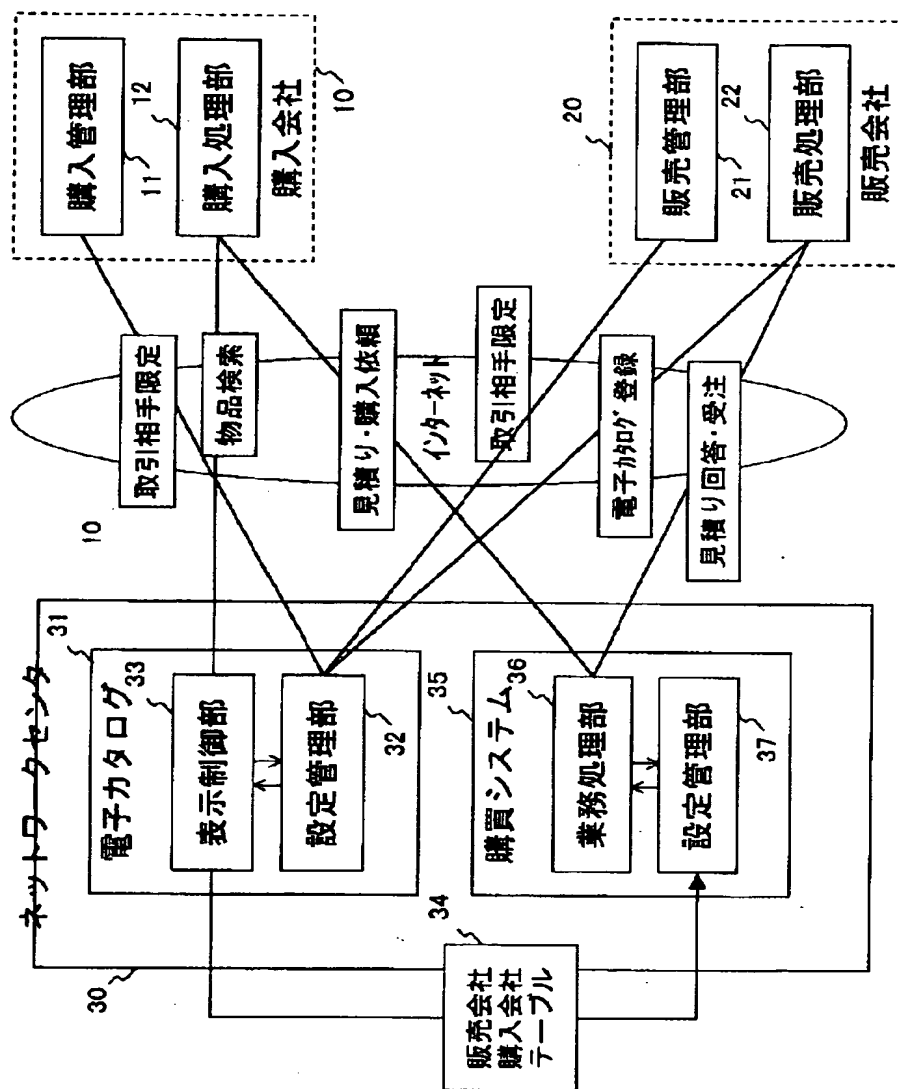 ネットワークセンタ
30
電子カタログ
31
表示制御部
33
設定管理部
32
販売会社
購入会社
テーブル
34
購買システム
35
業務処理部
36
設定管理部
37
10
取引相手限定
物品検索
見積り・購入依頼
インターネット
取引相手限定
電子カタログ登録
見積り回答・受注
購入管理部
11
12
購入処理部
購入会社
10
20
販売管理部
21
22
販売処理部
販売会社